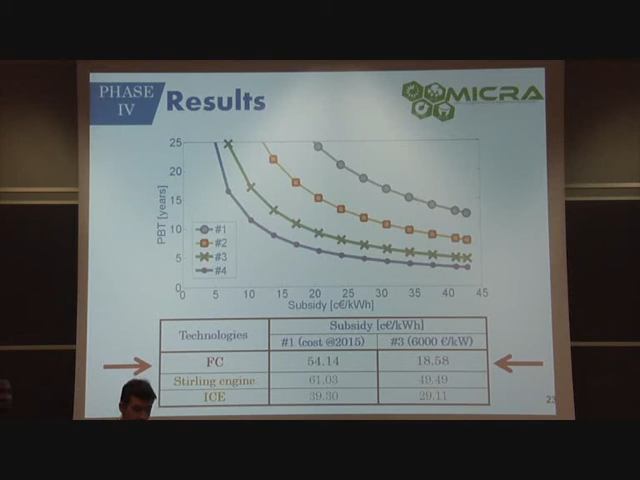 PHASE
IV
Results
MICRA
25
20
15
10
5
0
PBT [years]
#1
#2
#3
#4
0 5 10 15 20 25 30 35 40 45
Subsidy [c€/kWh]
Technologies
Subsidy [c€/kWh]
#1 (cost @2015) #3 (6000 €/kW)
FC 54.14 18.58
Stirling engine 61.03 49.49
ICE 39.30 29.11
23